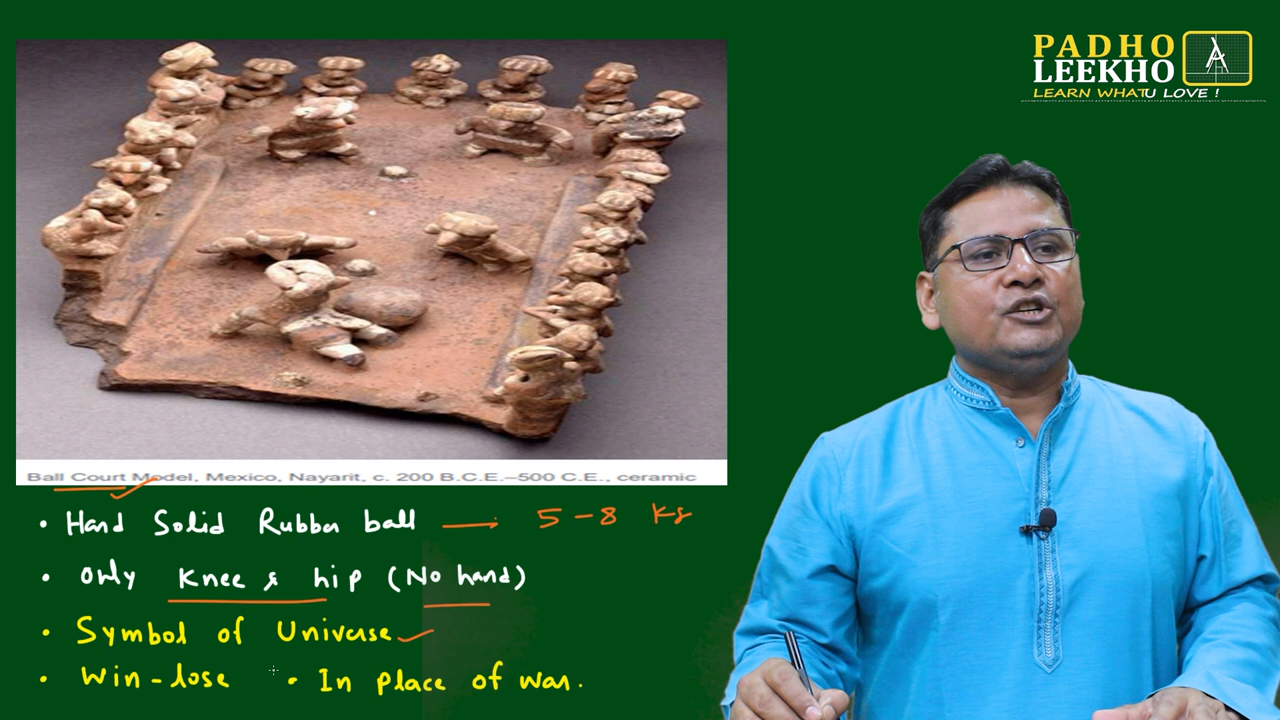 PADHO
LEEKHO
LEARN WHAT U LOVE !
Ball Court Model, Mexico, Nayarit, c. 200 B.C.E.–500 C.E., ceramic
• Hard Solid Rubber ball — 5-8 Kg
• Only Knee & hip (No hand)
• Symbol of Universe
• Win-lose • In place of war.